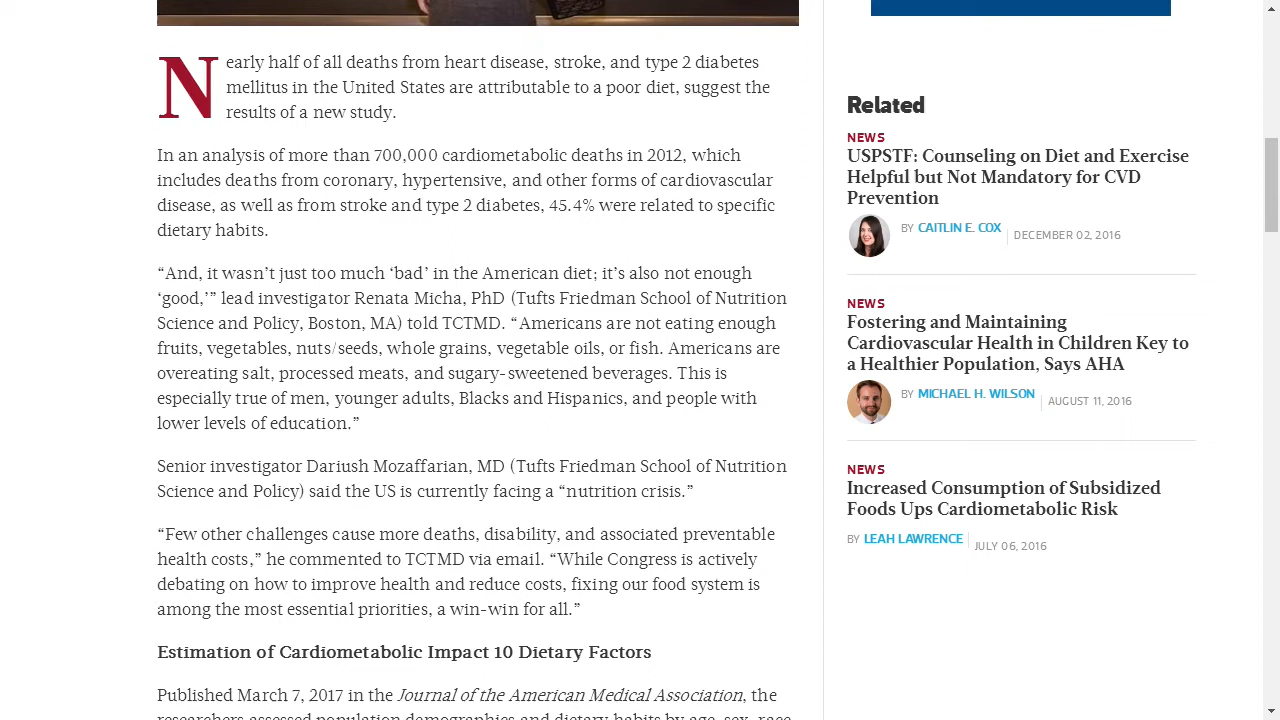 Nearly half of all deaths from heart disease, stroke, and type 2 diabetes
mellitus in the United States are attributable to a poor diet, suggest the
results of a new study.
In an analysis of more than 700,000 cardiometabolic deaths in 2012, which
includes deaths from coronary, hypertensive, and other forms of cardiovascular
disease, as well as from stroke and type 2 diabetes, 45.4% were related to specific
dietary habits.
“And, it wasn’t just too much ‘bad’ in the American diet; it’s also not enough
‘good,’” lead investigator Renata Micha, PhD (Tufts Friedman School of Nutrition
Science and Policy, Boston, MA) told TCTMD. “Americans are not eating enough
fruits, vegetables, nuts/seeds, whole grains, vegetable oils, or fish. Americans are
overeating salt, processed meats, and sugary-sweetened beverages. This is
especially true of men, younger adults, Blacks and Hispanics, and people with
lower levels of education.”
Senior investigator Dariush Mozaffarian, MD (Tufts Friedman School of Nutrition
Science and Policy) said the US is currently facing a “nutrition crisis.”
“Few other challenges cause more deaths, disability, and associated preventable
health costs,” he commented to TCTMD via email. “While Congress is actively
debating on how to improve health and reduce costs, fixing our food system is
among the most essential priorities, a win-win for all.”
Estimation of Cardiometabolic Impact 10 Dietary Factors
Published March 7, 2017 in the Journal of the American Medical Association, the
researchers assessed population demographics and dietary habits by age, sex, race
Related
NEWS
USPSTF: Counseling on Diet and Exercise
Helpful but Not Mandatory for CVD
Prevention
BY CAITLIN E. COX DECEMBER 02, 2016
NEWS
Fostering and Maintaining
Cardiovascular Health in Children Key to
a Healthier Population, Says AHA
BY MICHAEL H. WILSON AUGUST 11, 2016
NEWS
Increased Consumption of Subsidized
Foods Ups Cardiometabolic Risk
BY LEAH LAWRENCE JULY 06, 2016